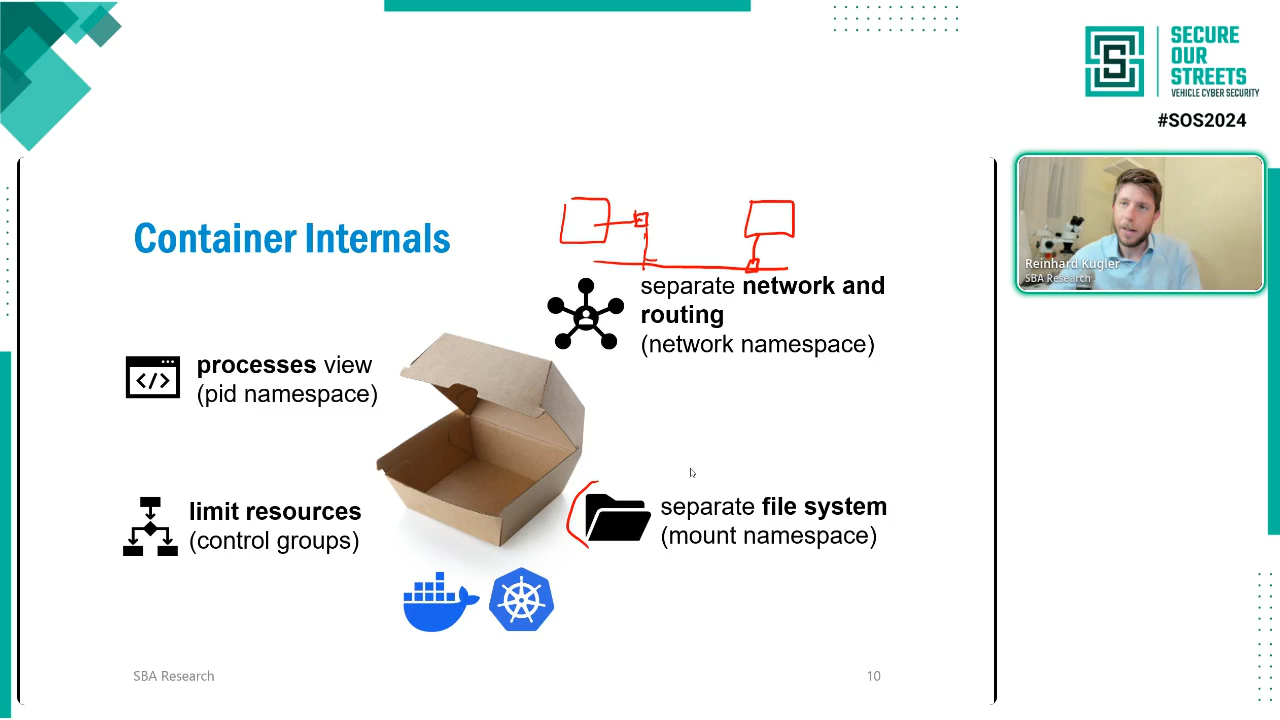 SECURE
OUR
STREETS
VEHICLE CYBER SECURITY
#SOS2024
Reinhard Kugler
SBA Research
Container Internals
separate network and
routing
(network namespace)
processes view
(pid namespace)
limit resources
(control groups)
separate file system
(mount namespace)
SBA Research
10